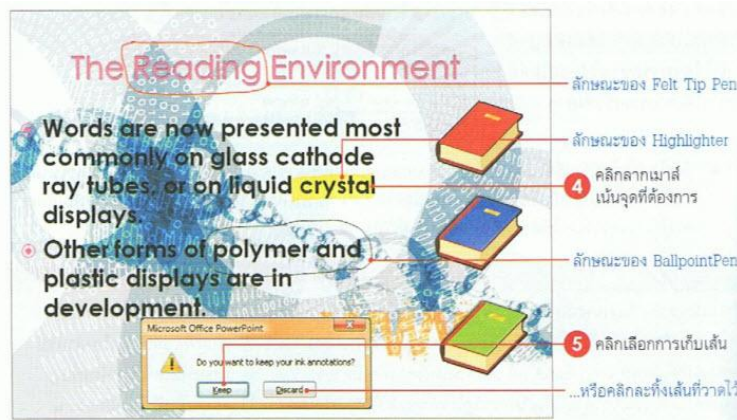 The Reading Environment
ลักษณะของ Felt Tip Pen
Words are now presented most
commonly on glass cathode
ray tubes, or on liquid crystal
displays.
ลักษณะของ Highlighter
4 คลิกลากเมาส์
เน้นจุดที่ต้องการ
Other forms of polymer and
plastic displays are in
development.
ลักษณะของ BallpointPen
Microsoft Office PowerPoint
Do you want to keep your ink annotations?
Keep
Discard
5 คลิกเลือกการเก็บเส้น
...หรือคลิกละทิ้งเส้นที่วาดไว้